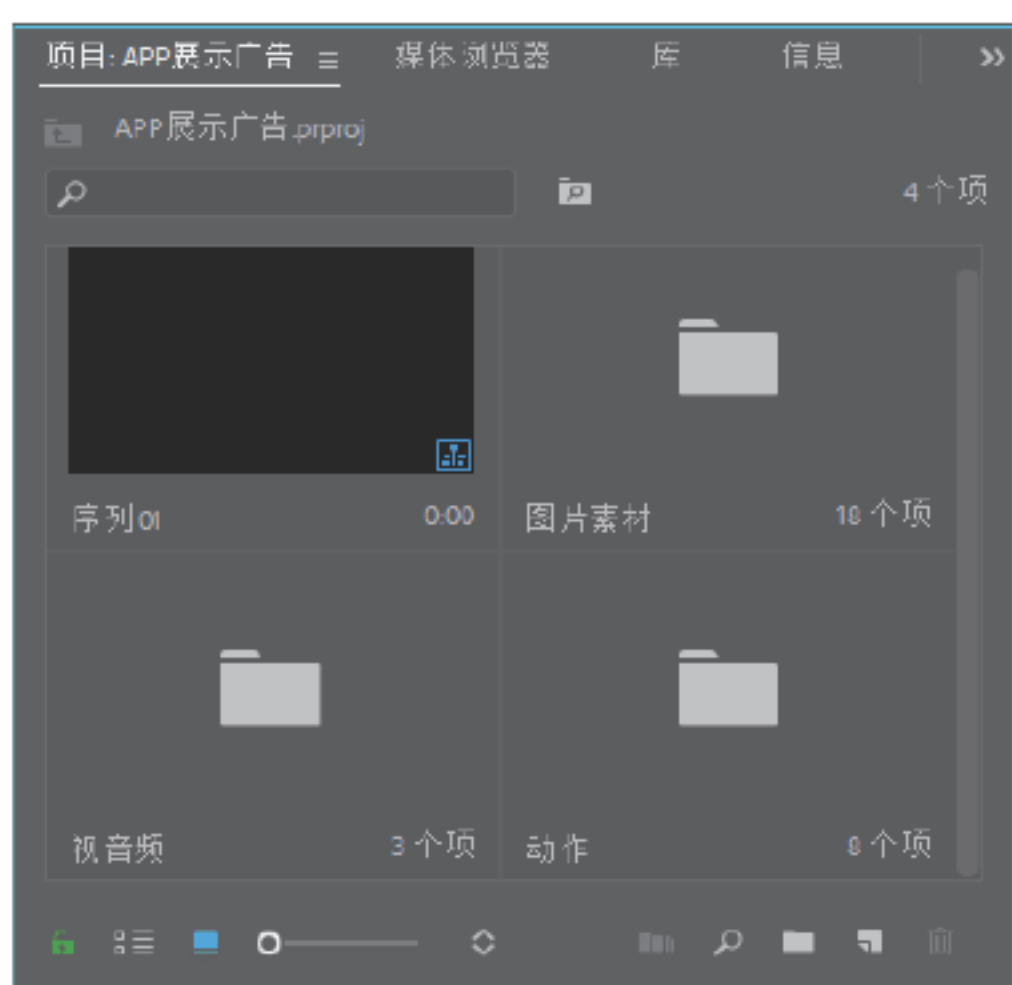 项目: APP展示广告 媒体浏览器 库 信息 »
APP展示广告.prproj
4 个项
序列01 0:00 图片素材 18 个项
视音频 3 个项 动作 8 个项